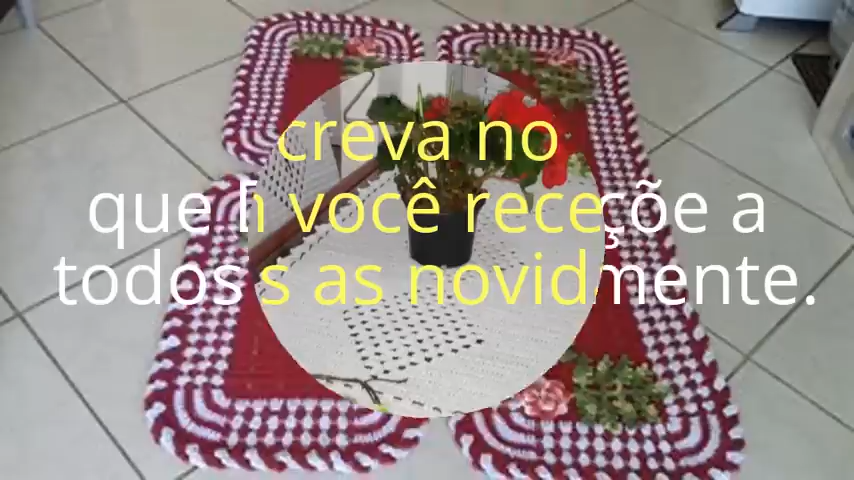 creva no
que h você receçõe a
todos s as novidmente.